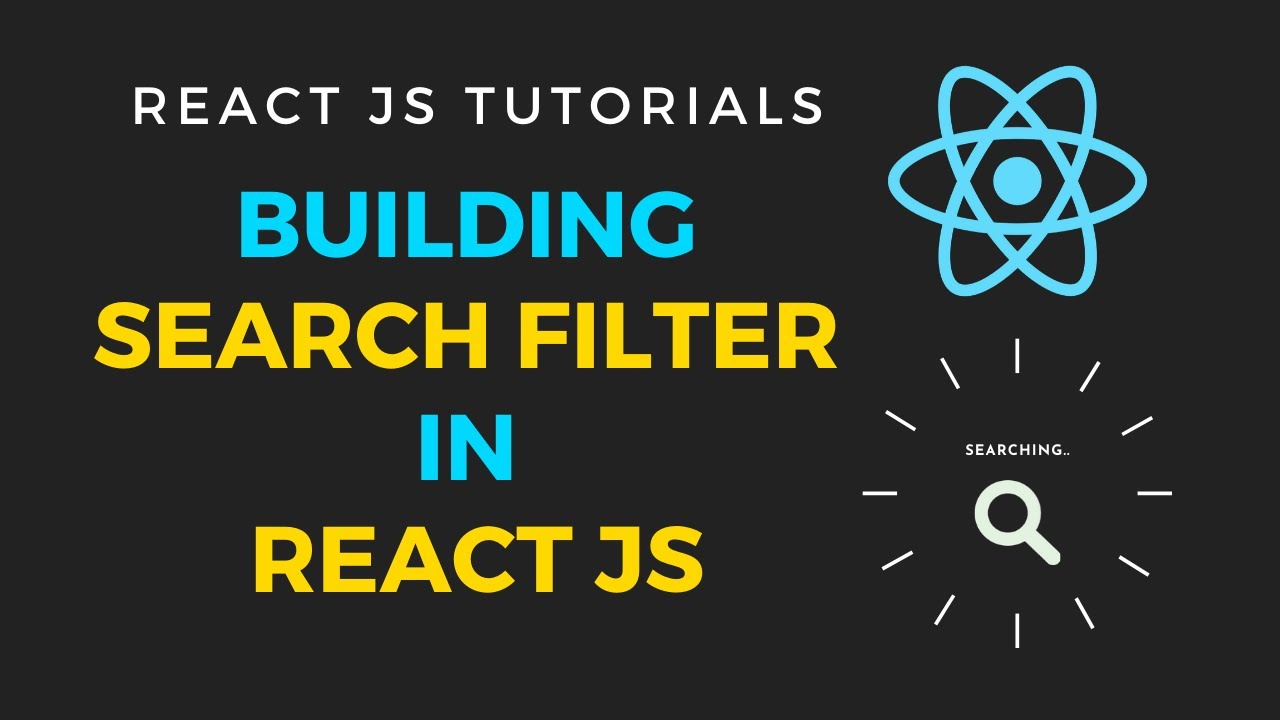 REACT JS TUTORIALS
BUILDING
SEARCH FILTER
IN
REACT JS
SEARCHING..